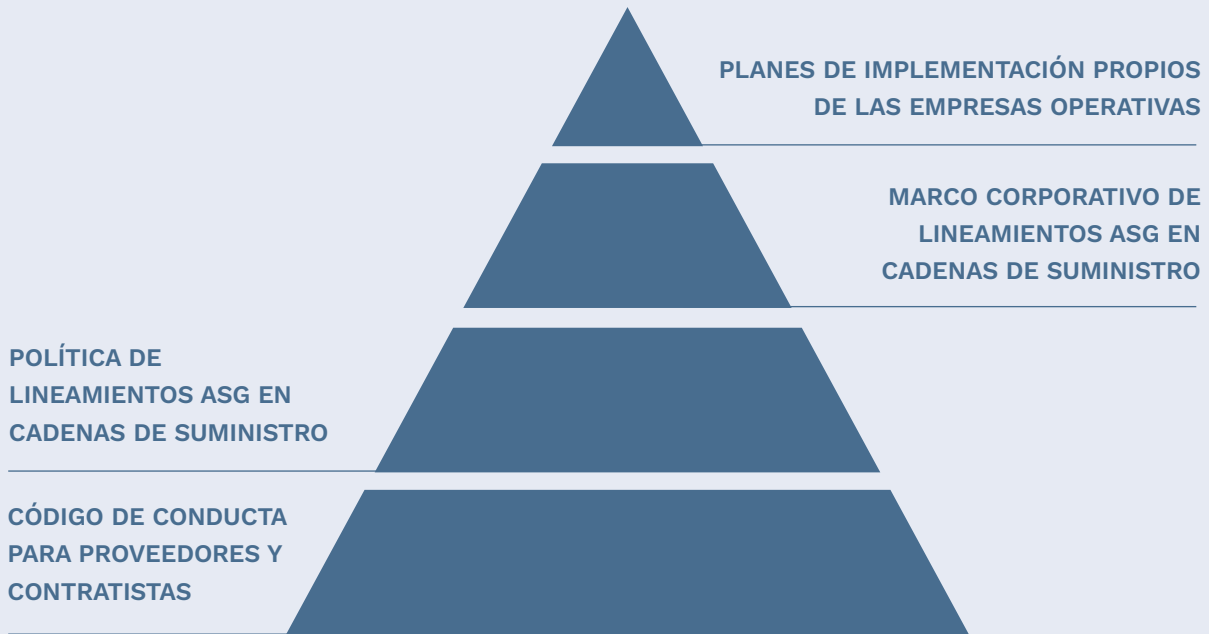 PLANES DE IMPLEMENTACIÓN PROPIOS
DE LAS EMPRESAS OPERATIVAS
MARCO CORPORATIVO DE
LINEAMIENTOS ASG EN
CADENAS DE SUMINISTRO
POLÍTICA DE
LINEAMIENTOS ASG EN
CADENAS DE SUMINISTRO
CÓDIGO DE CONDUCTA
PARA PROVEEDORES Y
CONTRATISTAS